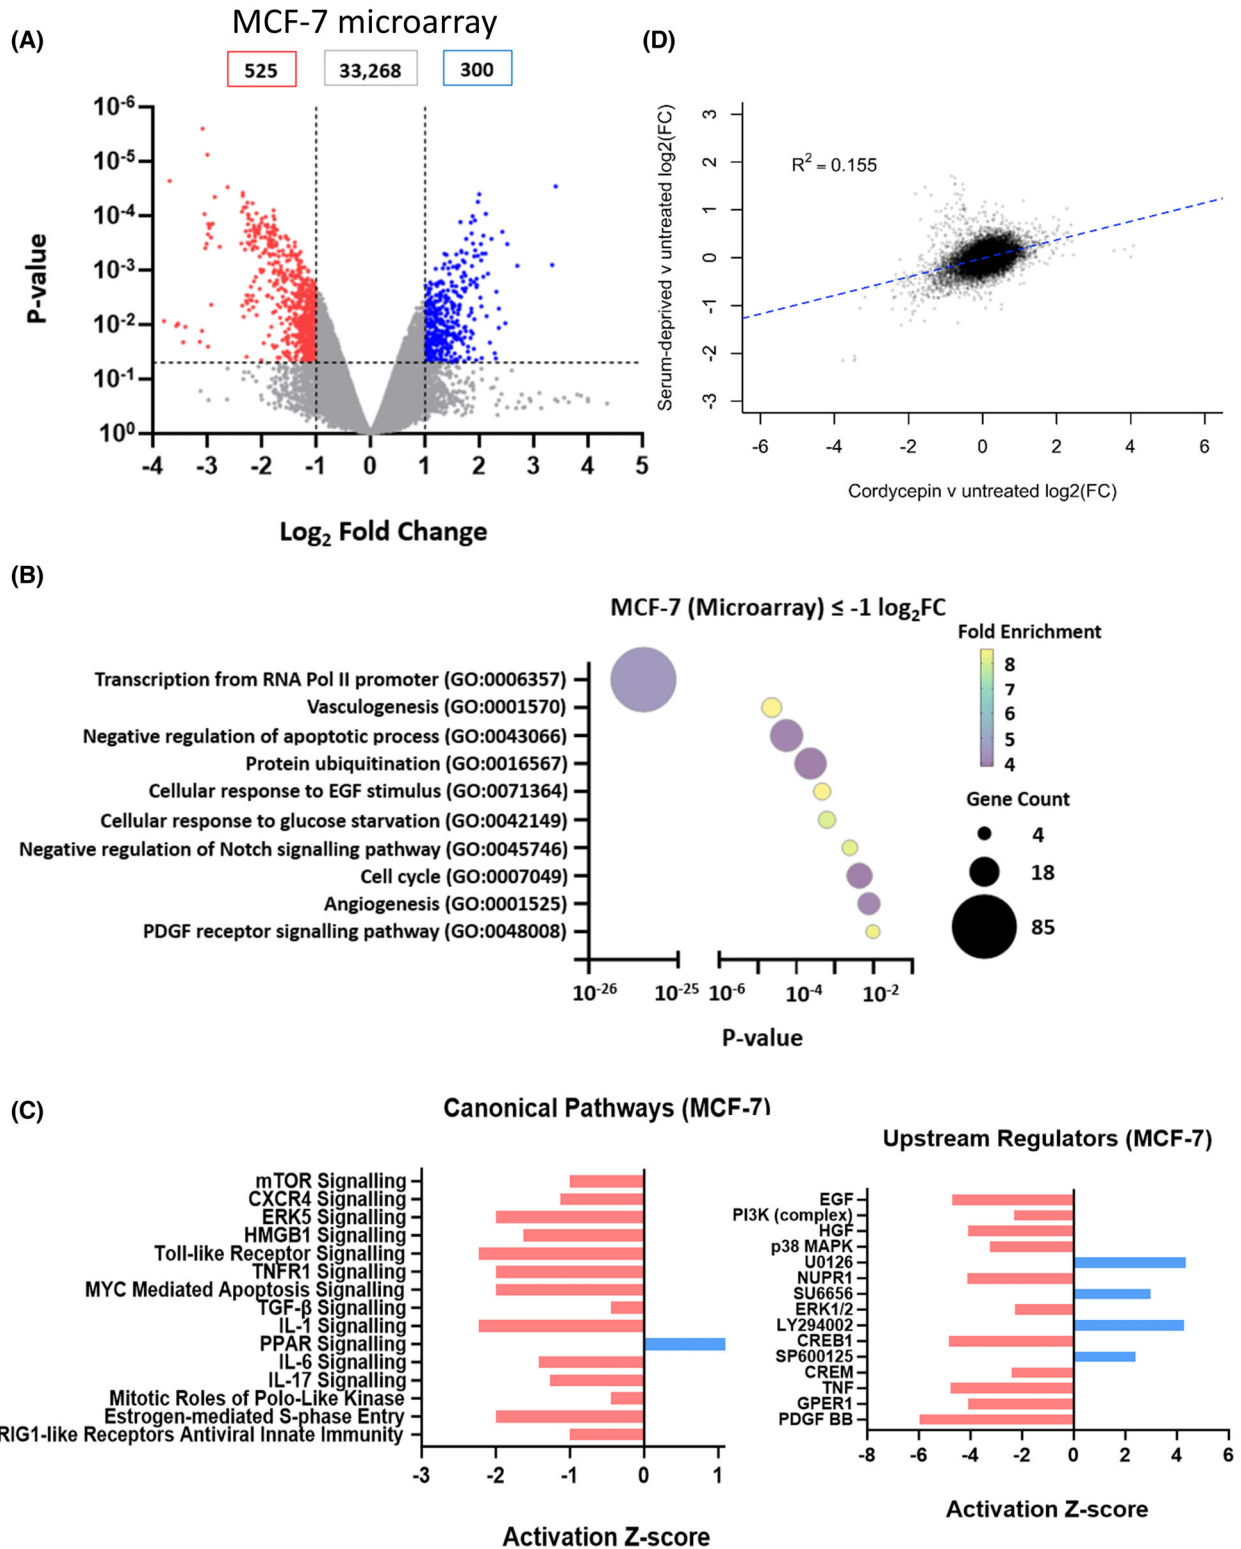 (A)
MCF-7 microarray
525
33,268
300
10-6
10-5
10-4
10-3
10-2
10-1
100
P-value
-4 -3 -2 -1 0 1 2 3 4 5
Log2 Fold Change
(D)
3
2
1
0
-1
-2
-3
R2 = 0.155
Serum-deprived v untreated log2(FC)
-6 -4 -2 0 2 4 6
Cordycepin v untreated log2(FC)
(B)
MCF-7 (Microarray) ≤ -1 log2FC
Transcription from RNA Pol II promoter (GO:0006357)
Vasculogenesis (GO:0001570)
Negative regulation of apoptotic process (GO:0043066)
Protein ubiquitination (GO:0016567)
Cellular response to EGF stimulus (GO:0071364)
Cellular response to glucose starvation (GO:0042149)
Negative regulation of Notch signalling pathway (GO:0045746)
Cell cycle (GO:0007049)
Angiogenesis (GO:0001525)
PDGF receptor signalling pathway (GO:0048008)
10-26 10-25 10-6 10-4 10-2
P-value
Fold Enrichment
8
7
6
5
4
Gene Count
4
18
85
(C)
Canonical Pathways (MCF-7)
mTOR Signalling
CXCR4 Signalling
ERK5 Signalling
HMGB1 Signalling
Toll-like Receptor Signalling
TNFR1 Signalling
MYC Mediated Apoptosis Signalling
TGF-β Signalling
IL-1 Signalling
PPAR Signalling
IL-6 Signalling
IL-17 Signalling
Mitotic Roles of Polo-Like Kinase
Estrogen-mediated S-phase Entry
RIG1-like Receptors Antiviral Innate Immunity
-3 -2 -1 0 1
Activation Z-score
Upstream Regulators (MCF-7)
EGF
PI3K (complex)
HGF
p38 MAPK
U0126
NUPR1
SU6656
ERK1/2
LY294002
CREB1
SP600125
CREM
TNF
GPER1
PDGF BB
-8 -6 -4 -2 0 2 4 6
Activation Z-score